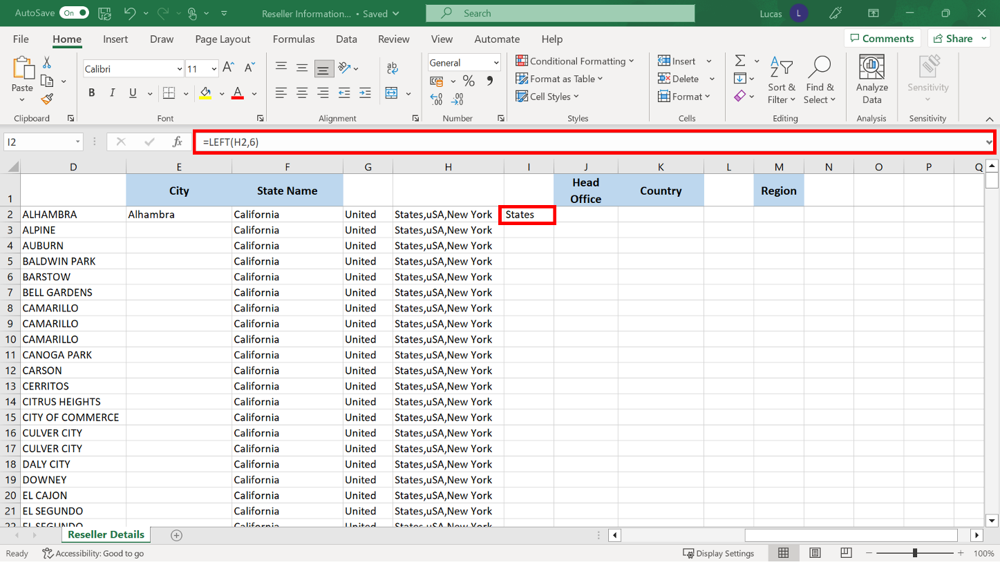 AutoSave On Reseller Information... • Saved Search Lucas L
File Home Insert Draw Page Layout Formulas Data Review View Automate Help Comments Share
Paste
Clipboard
Calibri 11 A A
B I U A
Font
ab
Alignment
General
% 9
.00 .00
Number
Conditional Formatting
Format as Table
Cell Styles
Styles
Insert
Delete
Format
Cells
Sort & Filter
Find & Select
Editing
Analyze Data
Analysis
Sensitivity
Sensitivity
I2 fx =LEFT(H2,6)
D E F G H I J K L M N O P Q
1 City State Name Head Office Country Region
2 ALHAMBRA Alhambra California United States,uSA,New York States
3 ALPINE California United States,uSA,New York
4 AUBURN California United States,uSA,New York
5 BALDWIN PARK California United States,uSA,New York
6 BARSTOW California United States,uSA,New York
7 BELL GARDENS California United States,uSA,New York
8 CAMARILLO California United States,uSA,New York
9 CAMARILLO California United States,uSA,New York
10 CAMARILLO California United States,uSA,New York
11 CANOGA PARK California United States,uSA,New York
12 CARSON California United States,uSA,New York
13 CERRITOS California United States,uSA,New York
14 CITRUS HEIGHTS California United States,uSA,New York
15 CITY OF COMMERCE California United States,uSA,New York
16 CULVER CITY California United States,uSA,New York
17 CULVER CITY California United States,uSA,New York
18 DALY CITY California United States,uSA,New York
19 DOWNEY California United States,uSA,New York
20 EL CAJON California United States,uSA,New York
21 EL SEGUNDO California United States,uSA,New York
22 EL SEGUNDO California United States,uSA,New York
Reseller Details
Ready Accessibility: Good to go Display Settings 100%